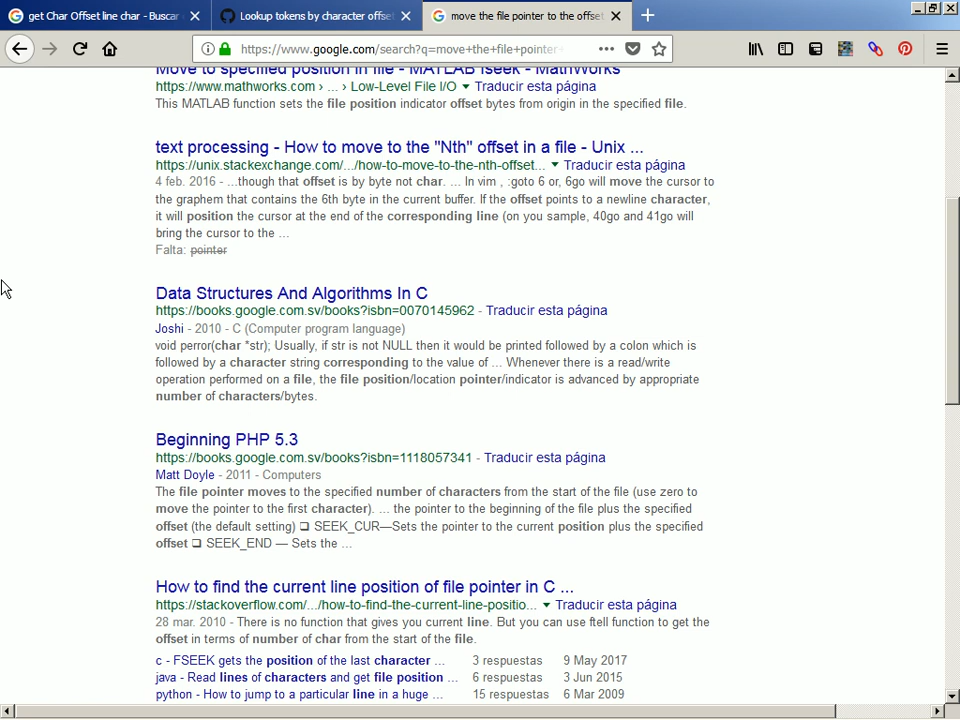 get Char Offset line char - Buscar
Lookup tokens by character offse
move the file pointer to the offset
https://www.google.com/search?q=move+the+file+pointer
Move to specified position in file - MATLAB fseek - MathWorks
https://www.mathworks.com › ... › Low-Level File I/O ▼ Traducir esta página
This MATLAB function sets the file position indicator offset bytes from origin in the specified file.
text processing - How to move to the "Nth" offset in a file - Unix ...
https://unix.stackexchange.com/.../how-to-move-to-the-nth-offset... ▼ Traducir esta página
4 feb. 2016 - ...though that offset is by byte not char. ... In vim , :goto 6 or, 6go will move the cursor to
the graphem that contains the 6th byte in the current buffer. If the offset points to a newline character,
it will position the cursor at the end of the corresponding line (on you sample, 40go and 41go will
bring the cursor to the ...
Falta: pointer
Data Structures And Algorithms In C
https://books.google.com.sv/books?isbn=0070145962 - Traducir esta página
Joshi - 2010 - C (Computer program language)
void perror(char *str); Usually, if str is not NULL then it would be printed followed by a colon which is
followed by a character string corresponding to the value of ... Whenever there is a read/write
operation performed on a file, the file position/location pointer/indicator is advanced by appropriate
number of characters/bytes.
Beginning PHP 5.3
https://books.google.com.sv/books?isbn=1118057341 - Traducir esta página
Matt Doyle - 2011 - Computers
The file pointer moves to the specified number of characters from the start of the file (use zero to
move the pointer to the first character). ... the pointer to the beginning of the file plus the specified
offset (the default setting) ❑ SEEK_CUR—Sets the pointer to the current position plus the specified
offset ❑ SEEK_END — Sets the ...
How to find the current line position of file pointer in C ...
https://stackoverflow.com/.../how-to-find-the-current-line-positio... ▼ Traducir esta página
28 mar. 2010 - There is no function that gives you current line. But you can use ftell function to get the
offset in terms of number of char from the start of the file.
c - FSEEK gets the position of the last character ... 3 respuestas 9 May 2017
java - Read lines of characters and get file position ... 6 respuestas 3 Jun 2015
python - How to jump to a particular line in a huge ... 15 respuestas 6 Mar 2009